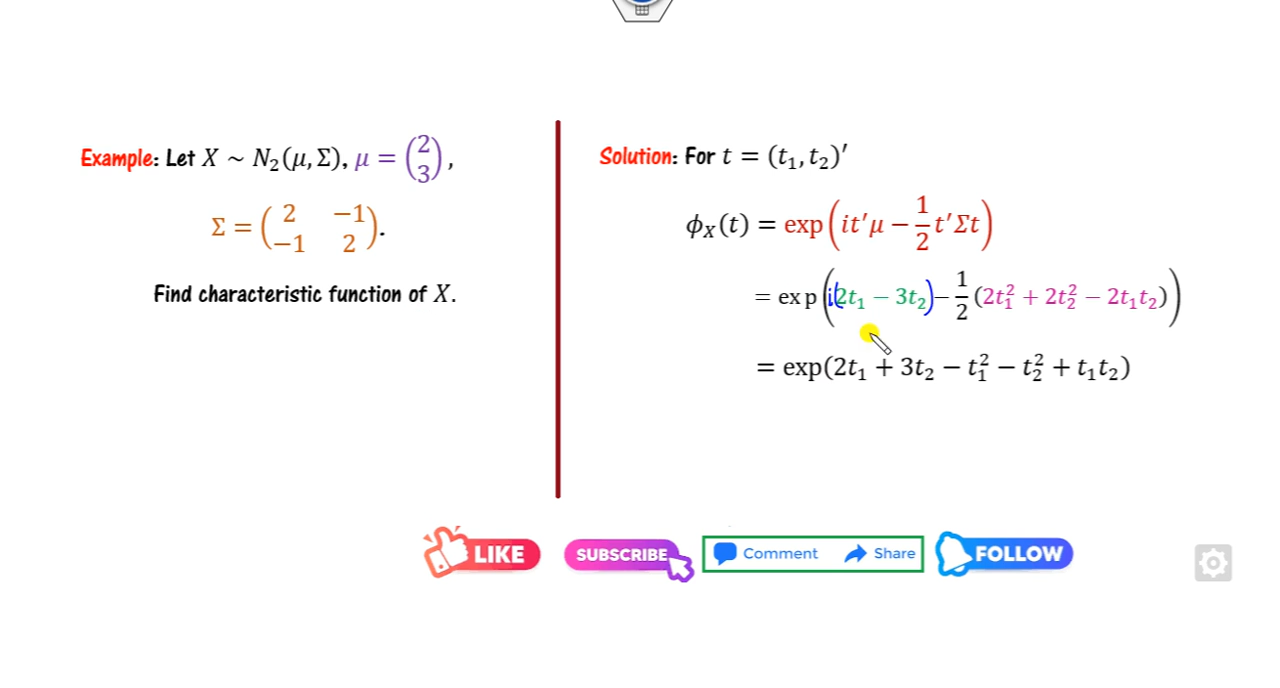 Example: Let X ~ N₂(μ, Σ), μ = (2 3),
Σ = (2 −1 −1 2).
Find characteristic function of X.
Solution: For t = (t₁, t₂)′
ϕ_X(t) = exp(it′μ − 1/2 t′Σt)
= exp(i(2t₁ − 3t₂) − 1/2 (2t₁² + 2t₂² − 2t₁t₂))
= exp(2t₁ + 3t₂ − t₁² − t₂² + t₁t₂)
LIKE SUBSCRIBE Comment Share FOLLOW